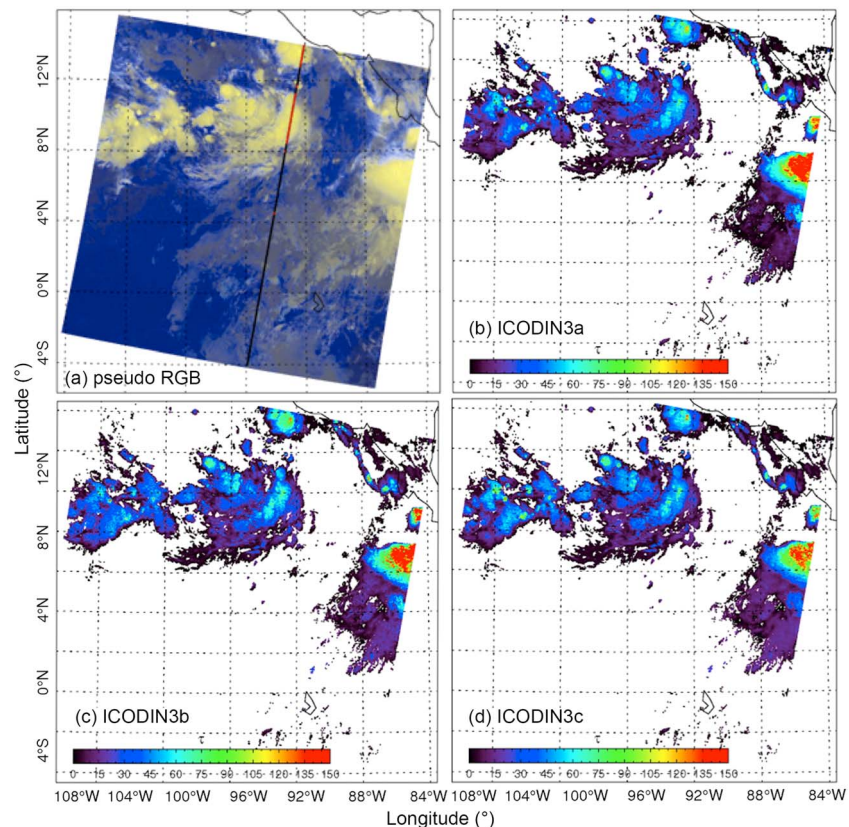 12°N
8°N
4°N
0°N
4°S
(a) pseudo RGB
(b) ICODIN3a
τ
0 15 30 45 60 75 90 105 120 135 150
Latitude (°)
12°N
8°N
4°N
0°N
4°S
(c) ICODIN3b
τ
0 15 30 45 60 75 90 105 120 135 150
(d) ICODIN3c
τ
0 15 30 45 60 75 90 105 120 135 150
108°W 104°W 100°W 96°W 92°W 88°W 84°W
108°W 104°W 100°W 96°W 92°W 88°W 84°W
Longitude (°)